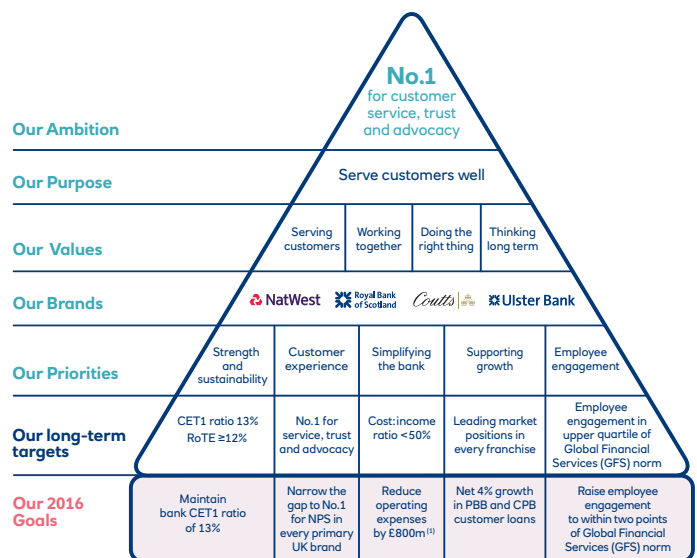 No.1
for customer
service, trust
and advocacy
Our Ambition
Our Purpose
Serve customers well
Our Values
Serving
customers
Working
together
Doing the
right thing
Thinking
long term
Our Brands
NatWest
Royal Bank
of Scotland
Coutts
Ulster Bank
Our Priorities
Strength
and
sustainability
Customer
experience
Simplifying
the bank
Supporting
growth
Employee
engagement
Our long-term
targets
CET1 ratio 13%
RoTE ≥12%
No.1 for
service, trust
and advocacy
Cost:income
ratio <50%
Leading market
positions in
every franchise
Employee
engagement in
upper quartile of
Global Financial
Services (GFS) norm
Our 2016
Goals
Maintain
bank CET1 ratio
of 13%
Narrow the
gap to No.1
for NPS in
every primary
UK brand
Reduce
operating
expenses
by £800m (1)
Net 4% growth
in PBB and CPB
customer loans
Raise employee
engagement
to within two points
of Global Financial
Services (GFS) norm